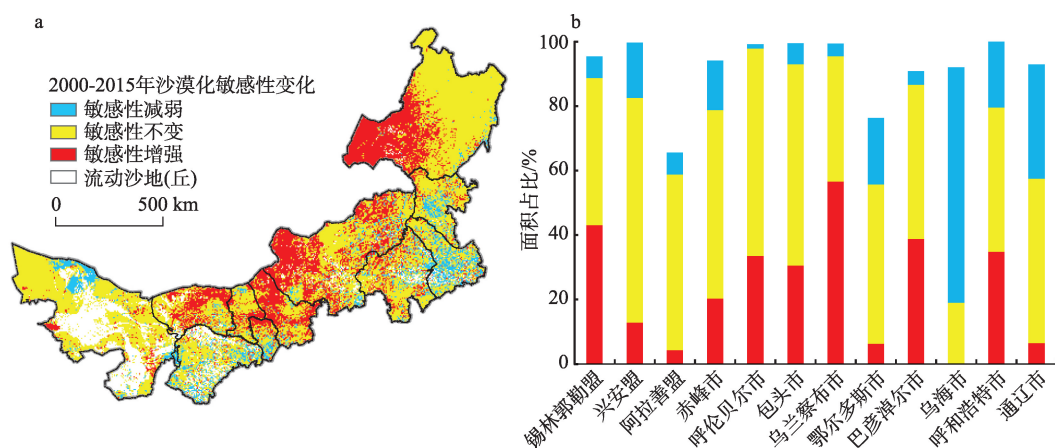 a
2000-2015年沙漠化敏感性变化
敏感性减弱
敏感性不变
敏感性增强
流动沙地(丘)
0 500 km
b
面积占比/%
100
80
60
40
20
0
锡林郭勒盟
兴安盟
阿拉善盟
赤峰市
呼伦贝尔市
包头市
乌兰察布市
鄂尔多斯市
巴彦淖尔市
乌海市
呼和浩特市
通辽市